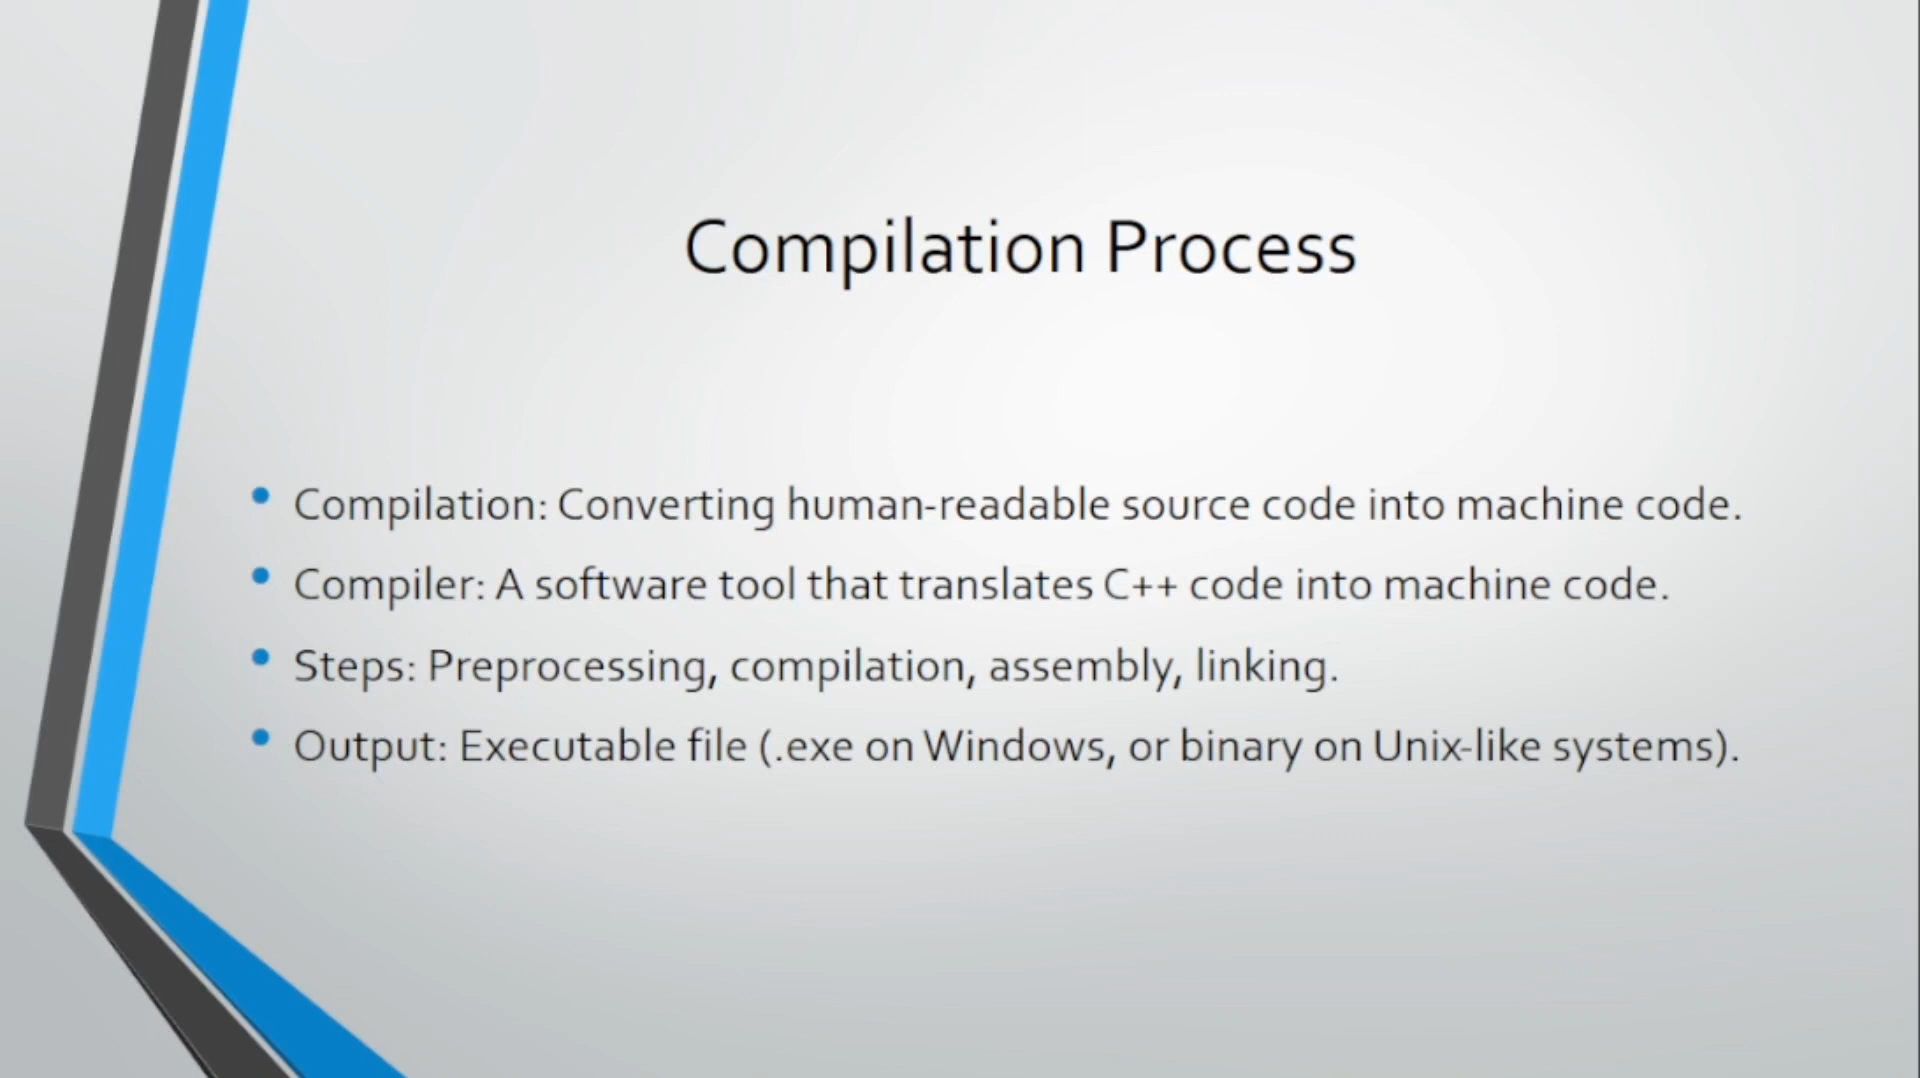 Compilation Process
• Compilation: Converting human-readable source code into machine code.
• Compiler: A software tool that translates C++ code into machine code.
• Steps: Preprocessing, compilation, assembly, linking.
• Output: Executable file (.exe on Windows, or binary on Unix-like systems).